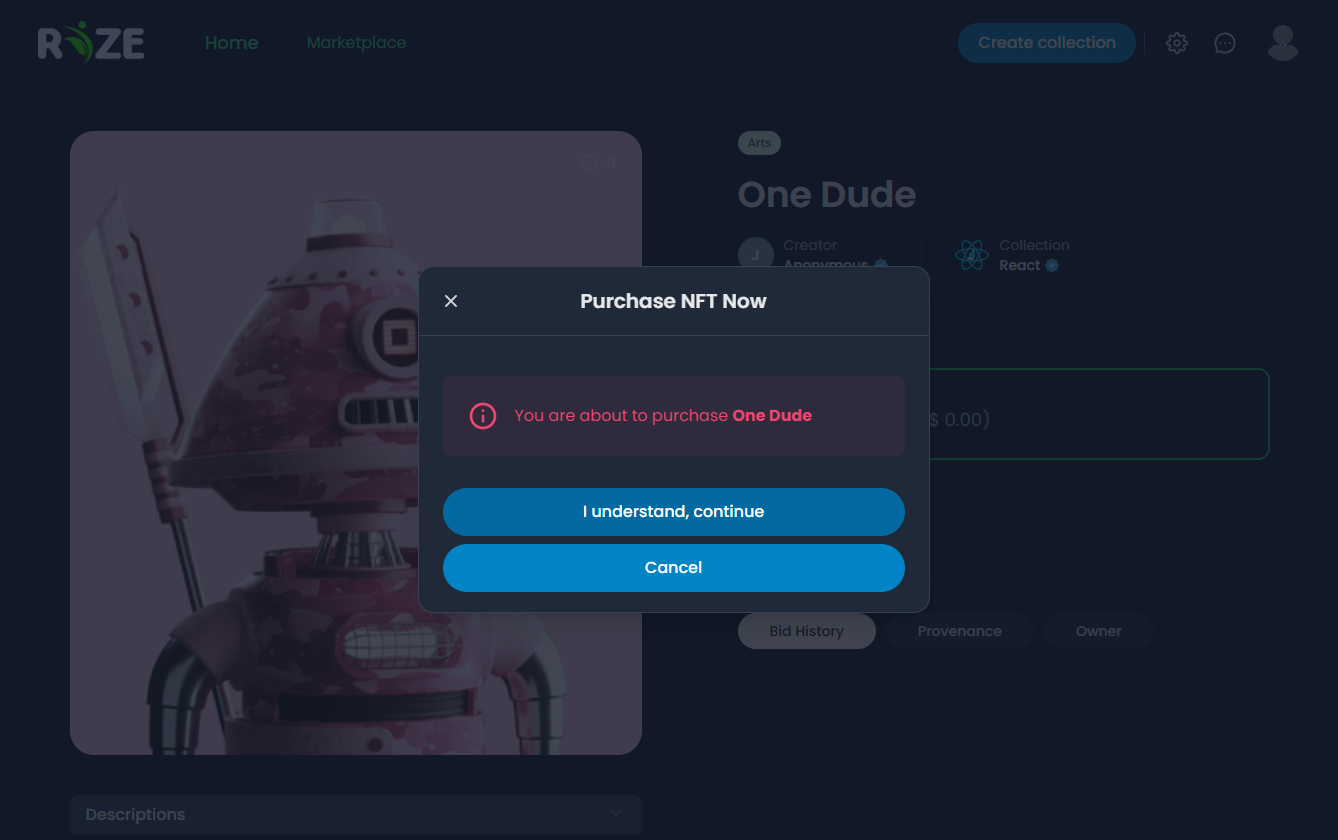 RIZE
Home
Marketplace
Create collection
0
Arts
One Dude
J
Creator
Anonymous
Collection
React
Purchase NFT Now
You are about to purchase One Dude
$ 0.00)
I understand, continue
Cancel
Bid History
Provenance
Owner
Descriptions